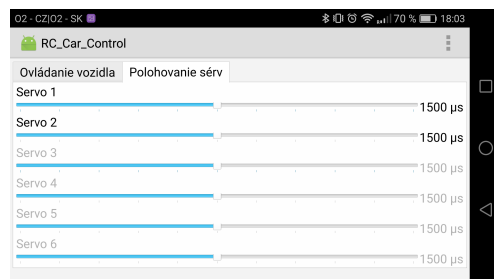 O2 - CZ|O2 - SK 70 % 18:03
RC_Car_Control
Ovládanie vozidla Polohovanie sérv
Servo 1
1500 µs
Servo 2
1500 µs
Servo 3
1500 µs
Servo 4
1500 µs
Servo 5
1500 µs
Servo 6
1500 µs